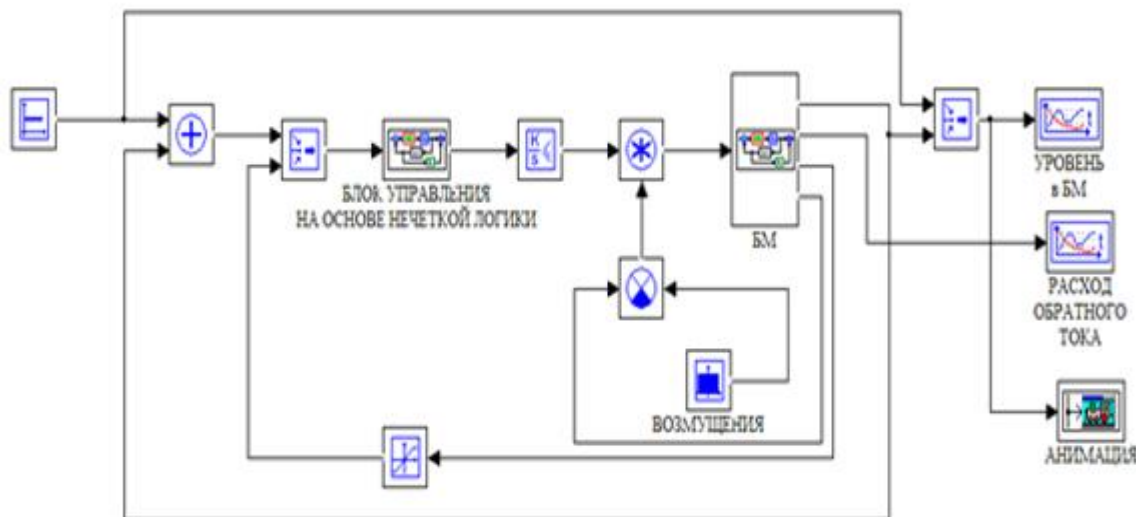 K
S
БЛОК УПРАВЛЕНИЯ
НА ОСНОВЕ НЕЧЕТКОЙ ЛОГИКИ
БМ
УРОВЕНЬ
в БМ
РАСХОД
ОБРАТНОГО
ТОКА
ВОЗМУЩЕНИЯ
АНИМАЦИЯ